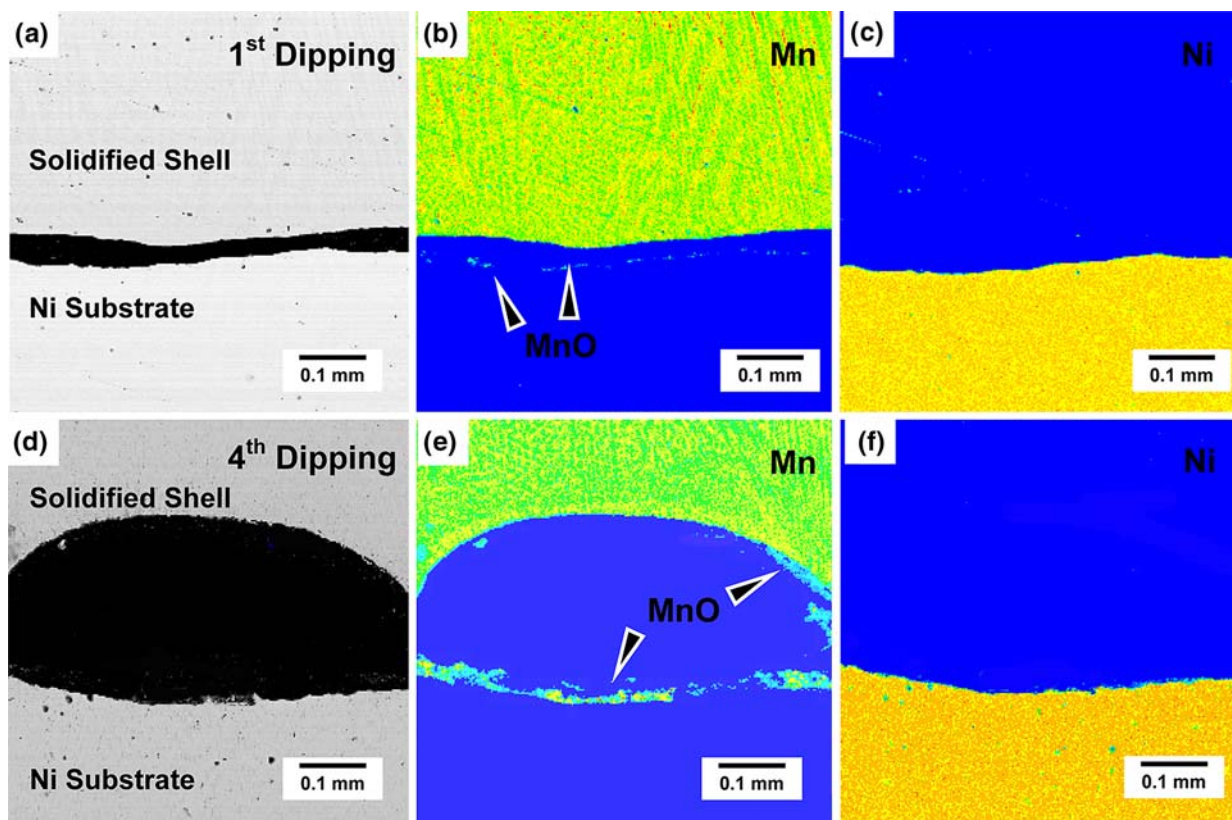 (a)
1st Dipping
Solidified Shell
Ni Substrate
0.1 mm
(b)
Mn
MnO
0.1 mm
(c)
Ni
0.1 mm
(d)
4th Dipping
Solidified Shell
Ni Substrate
0.1 mm
(e)
Mn
MnO
0.1 mm
(f)
Ni
0.1 mm